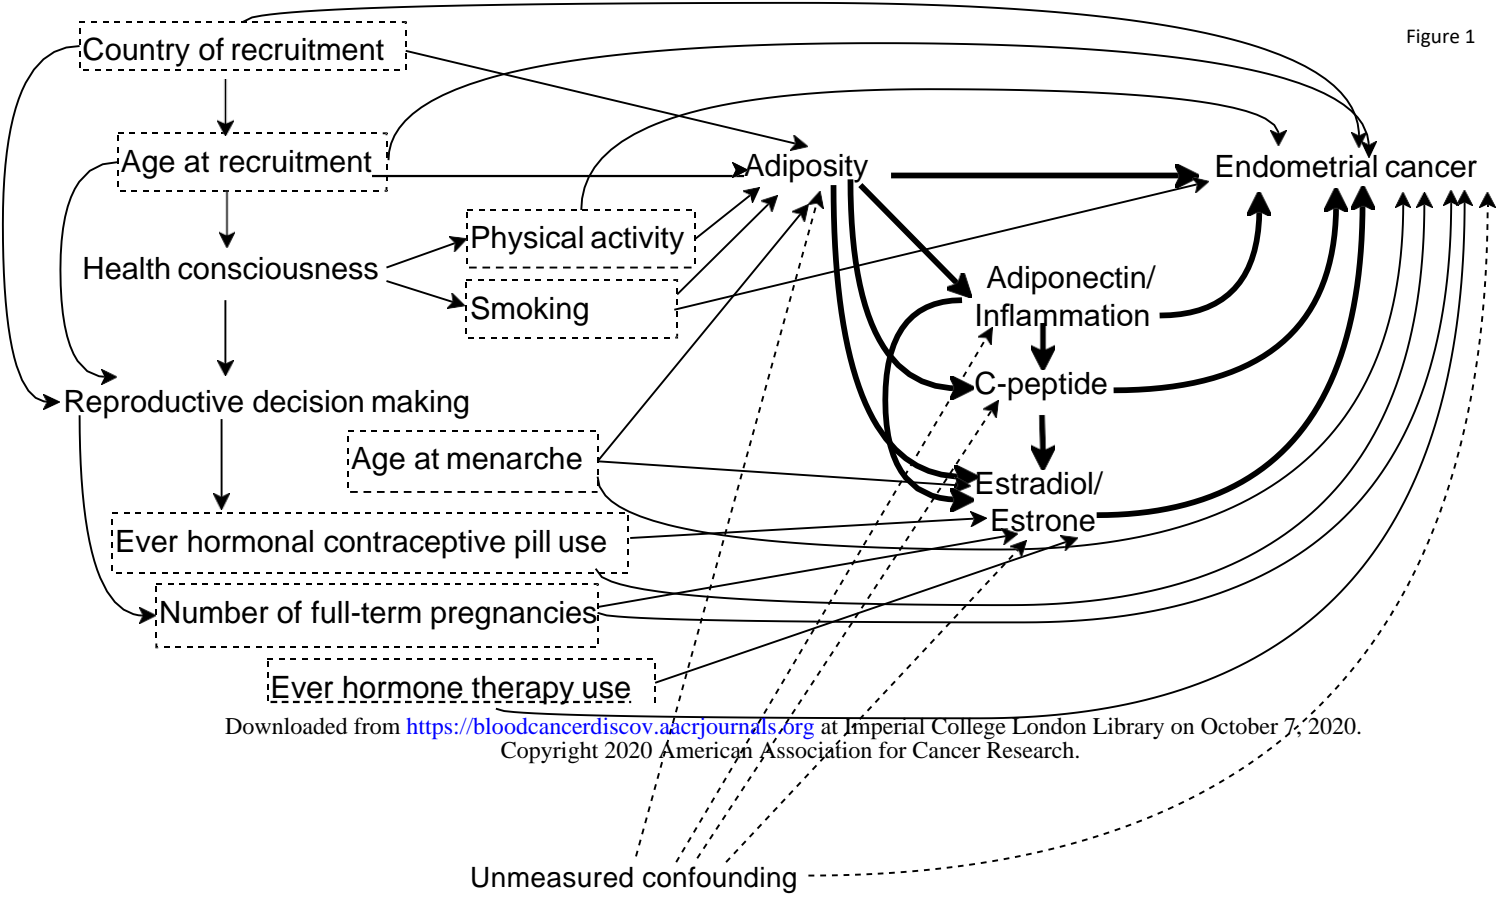 Figure 1
Country of recruitment
Age at recruitment
Adiposity
Endometrial cancer
Physical activity
Health consciousness
Smoking
Adiponectin/
Inflammation
C-peptide
Reproductive decision making
Age at menarche
Estradiol/
Estrone
Ever hormonal contraceptive pill use
Number of full-term pregnancies
Ever hormone therapy use
Downloaded from https://bloodcancerdiscov.aacrjournals.org at Imperial College London Library on October 7, 2020.
Copyright 2020 American Association for Cancer Research.
Unmeasured confounding